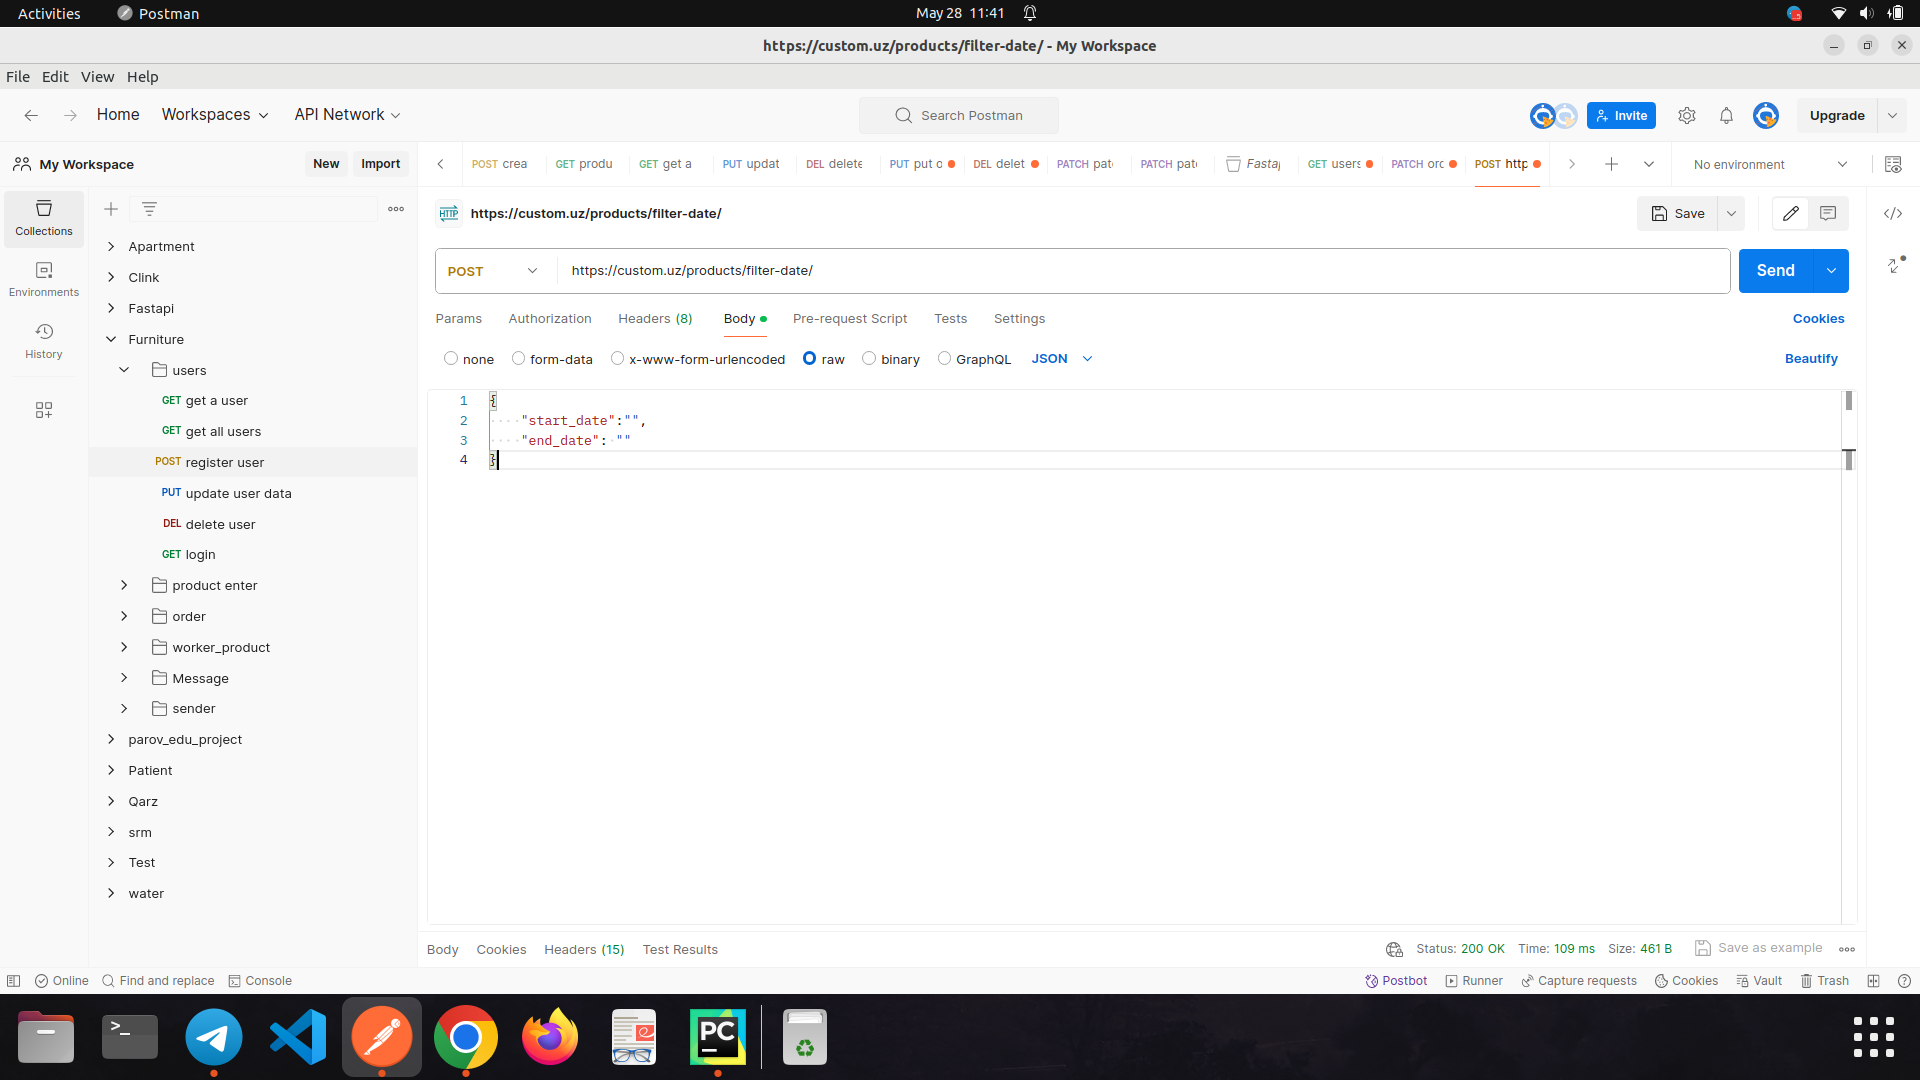 Activities
Postman
May 28 11:41
https://custom.uz/products/filter-date/ - My Workspace
File Edit View Help
Home Workspaces API Network
Search Postman
Invite
Upgrade
My Workspace
New Import
POST crea
GET produ
GET get a
PUT updat
DEL delete
PUT put o
DEL delet
PATCH pat
PATCH pat
Fasta
GET users
PATCH orc
POST http
No environment
Collections
Environments
History
Apartment
Clink
Fastapi
Furniture
users
GET get a user
GET get all users
POST register user
PUT update user data
DEL delete user
GET login
product enter
order
worker_product
Message
sender
parov_edu_project
Patient
Qarz
srm
Test
water
HTTP https://custom.uz/products/filter-date/
Save
POST https://custom.uz/products/filter-date/
Send
Params Authorization Headers (8) Body Pre-request Script Tests Settings
Cookies
none form-data x-www-form-urlencoded raw binary GraphQL JSON
Beautify
1 {
2 "start_date":"",
3 "end_date": ""
4 }
Body Cookies Headers (15) Test Results
Status: 200 OK Time: 109 ms Size: 461 B Save as example
Online Find and replace Console
Postbot Runner Capture requests Cookies Vault Trash
>_
PC